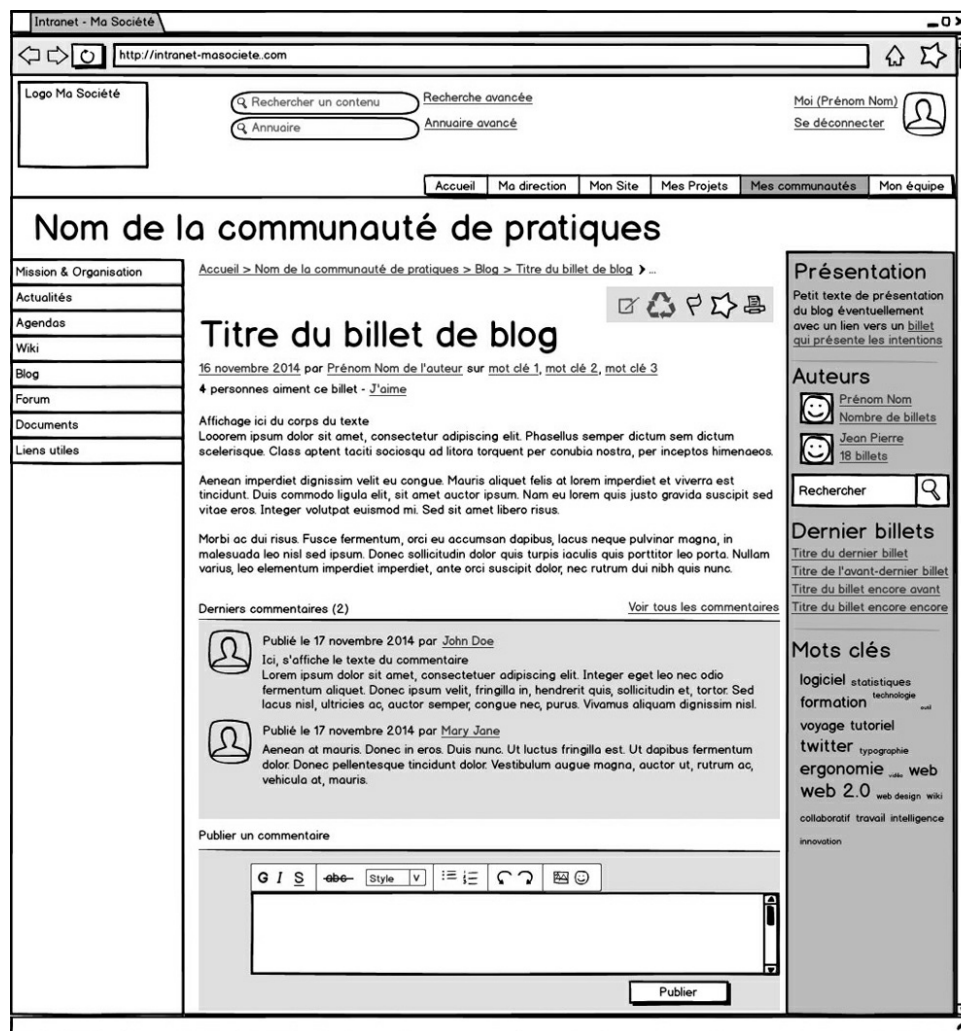 Intranet - Ma Société
http://intranet-masociete..com
Logo Ma Société
Rechercher un contenu
Recherche avancée
Annuaire
Annuaire avancé
Moi (Prénom Nom)
Se déconnecter
Accueil
Ma direction
Mon Site
Mes Projets
Mes communautés
Mon équipe
Nom de la communauté de pratiques
Mission & Organisation
Actualités
Agendas
Wiki
Blog
Forum
Documents
Liens utiles
Accueil > Nom de la communauté de pratiques > Blog > Titre du billet de blog > ...
Titre du billet de blog
16 novembre 2014 par Prénom Nom de l'auteur sur mot clé 1, mot clé 2, mot clé 3
4 personnes aiment ce billet - J'aime
Affichage ici du corps du texte
Looorem ipsum dolor sit amet, consectetur adipiscing elit. Phasellus semper dictum sem dictum
scelerisque. Class aptent taciti sociosqu ad litora torquent per conubia nostra, per inceptos himenaeos.
Aenean imperdiet dignissim velit eu congue. Mauris aliquet felis at lorem imperdiet et viverra est
tincidunt. Duis commodo ligula elit, sit amet auctor ipsum. Nam eu lorem quis justo gravida suscipit sed
vitae eros. Integer volutpat euismod mi. Sed sit amet libero risus.
Morbi ac dui risus. Fusce fermentum, orci eu accumsan dapibus, lacus neque pulvinar magna, in
malesuada leo nisl sed ipsum. Donec sollicitudin dolor quis turpis iaculis quis porttitor leo porta. Nullam
varius, leo elementum imperdiet imperdiet, ante orci suscipit dolor, nec rutrum dui nibh quis nunc.
Derniers commentaires (2)
Voir tous les commentaires
Publié le 17 novembre 2014 par John Doe
Ici, s'affiche le texte du commentaire
Lorem ipsum dolor sit amet, consectetuer adipiscing elit. Integer eget leo nec odio
fermentum aliquet. Donec ipsum velit, fringilla in, hendrerit quis, sollicitudin et, tortor. Sed
lacus nisl, ultricies ac, auctor semper, congue nec, purus. Vivamus aliquam dignissim nisl.
Publié le 17 novembre 2014 par Mary Jane
Aenean at mauris. Donec in eros. Duis nunc. Ut luctus fringilla est. Ut dapibus fermentum
dolor. Donec pellentesque tincidunt dolor. Vestibulum augue magna, auctor ut, rutrum ac,
vehicula at, mauris.
Publier un commentaire
G I S abc Style
Publier
Présentation
Petit texte de présentation
du blog éventuellement
avec un lien vers un billet
qui présente les intentions
Auteurs
Prénom Nom
Nombre de billets
Jean Pierre
18 billets
Rechercher
Dernier billets
Titre du dernier billet
Titre de l'avant-dernier billet
Titre du billet encore avant
Titre du billet encore encore
Mots clés
logiciel statistiques
formation technologie outil
voyage tutoriel
twitter typographie
ergonomie vidéo web
web 2.0 web design wiki
collaboratif travail intelligence
innovation